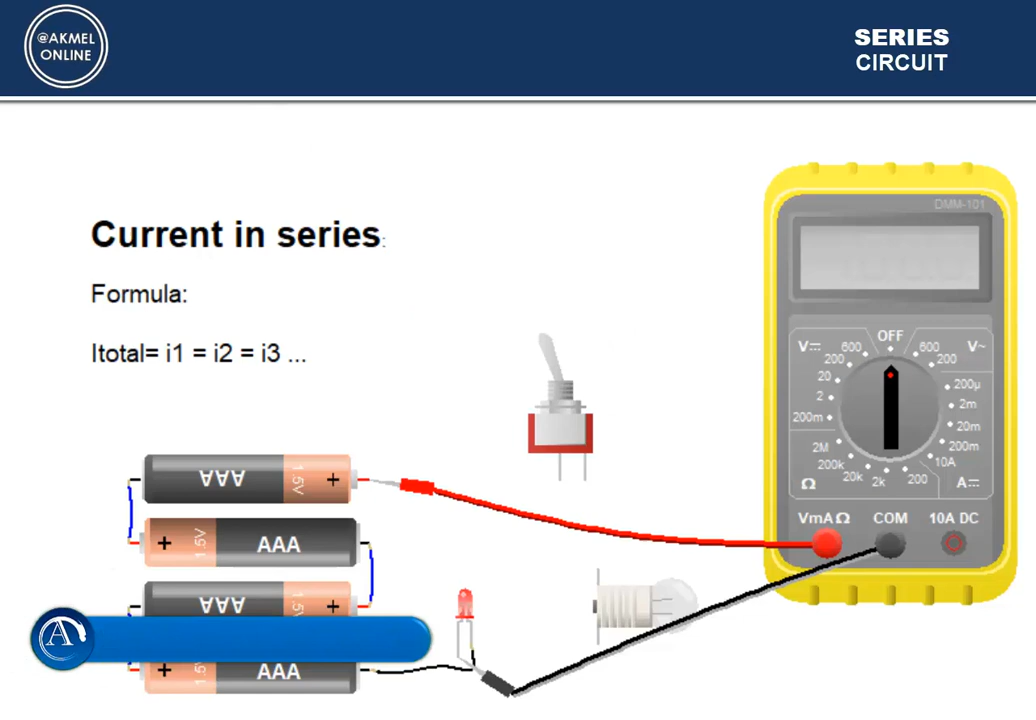 @AKMEL
ONLINE
SERIES
CIRCUIT
Current in series:
Formula:
Itotal= i1 = i2 = i3 ...
DMM-101
OFF
V⎓ 600 600 V~
200 200
20 200µ
2 2m
200m 20m
2M 200m
200k 10A
20k 2k 200
Ω A⎓
VmAΩ COM 10A DC
AAA 1.5V +
+ 1.5V AAA
AAA 1.5V +
A
+ 1.5V AAA